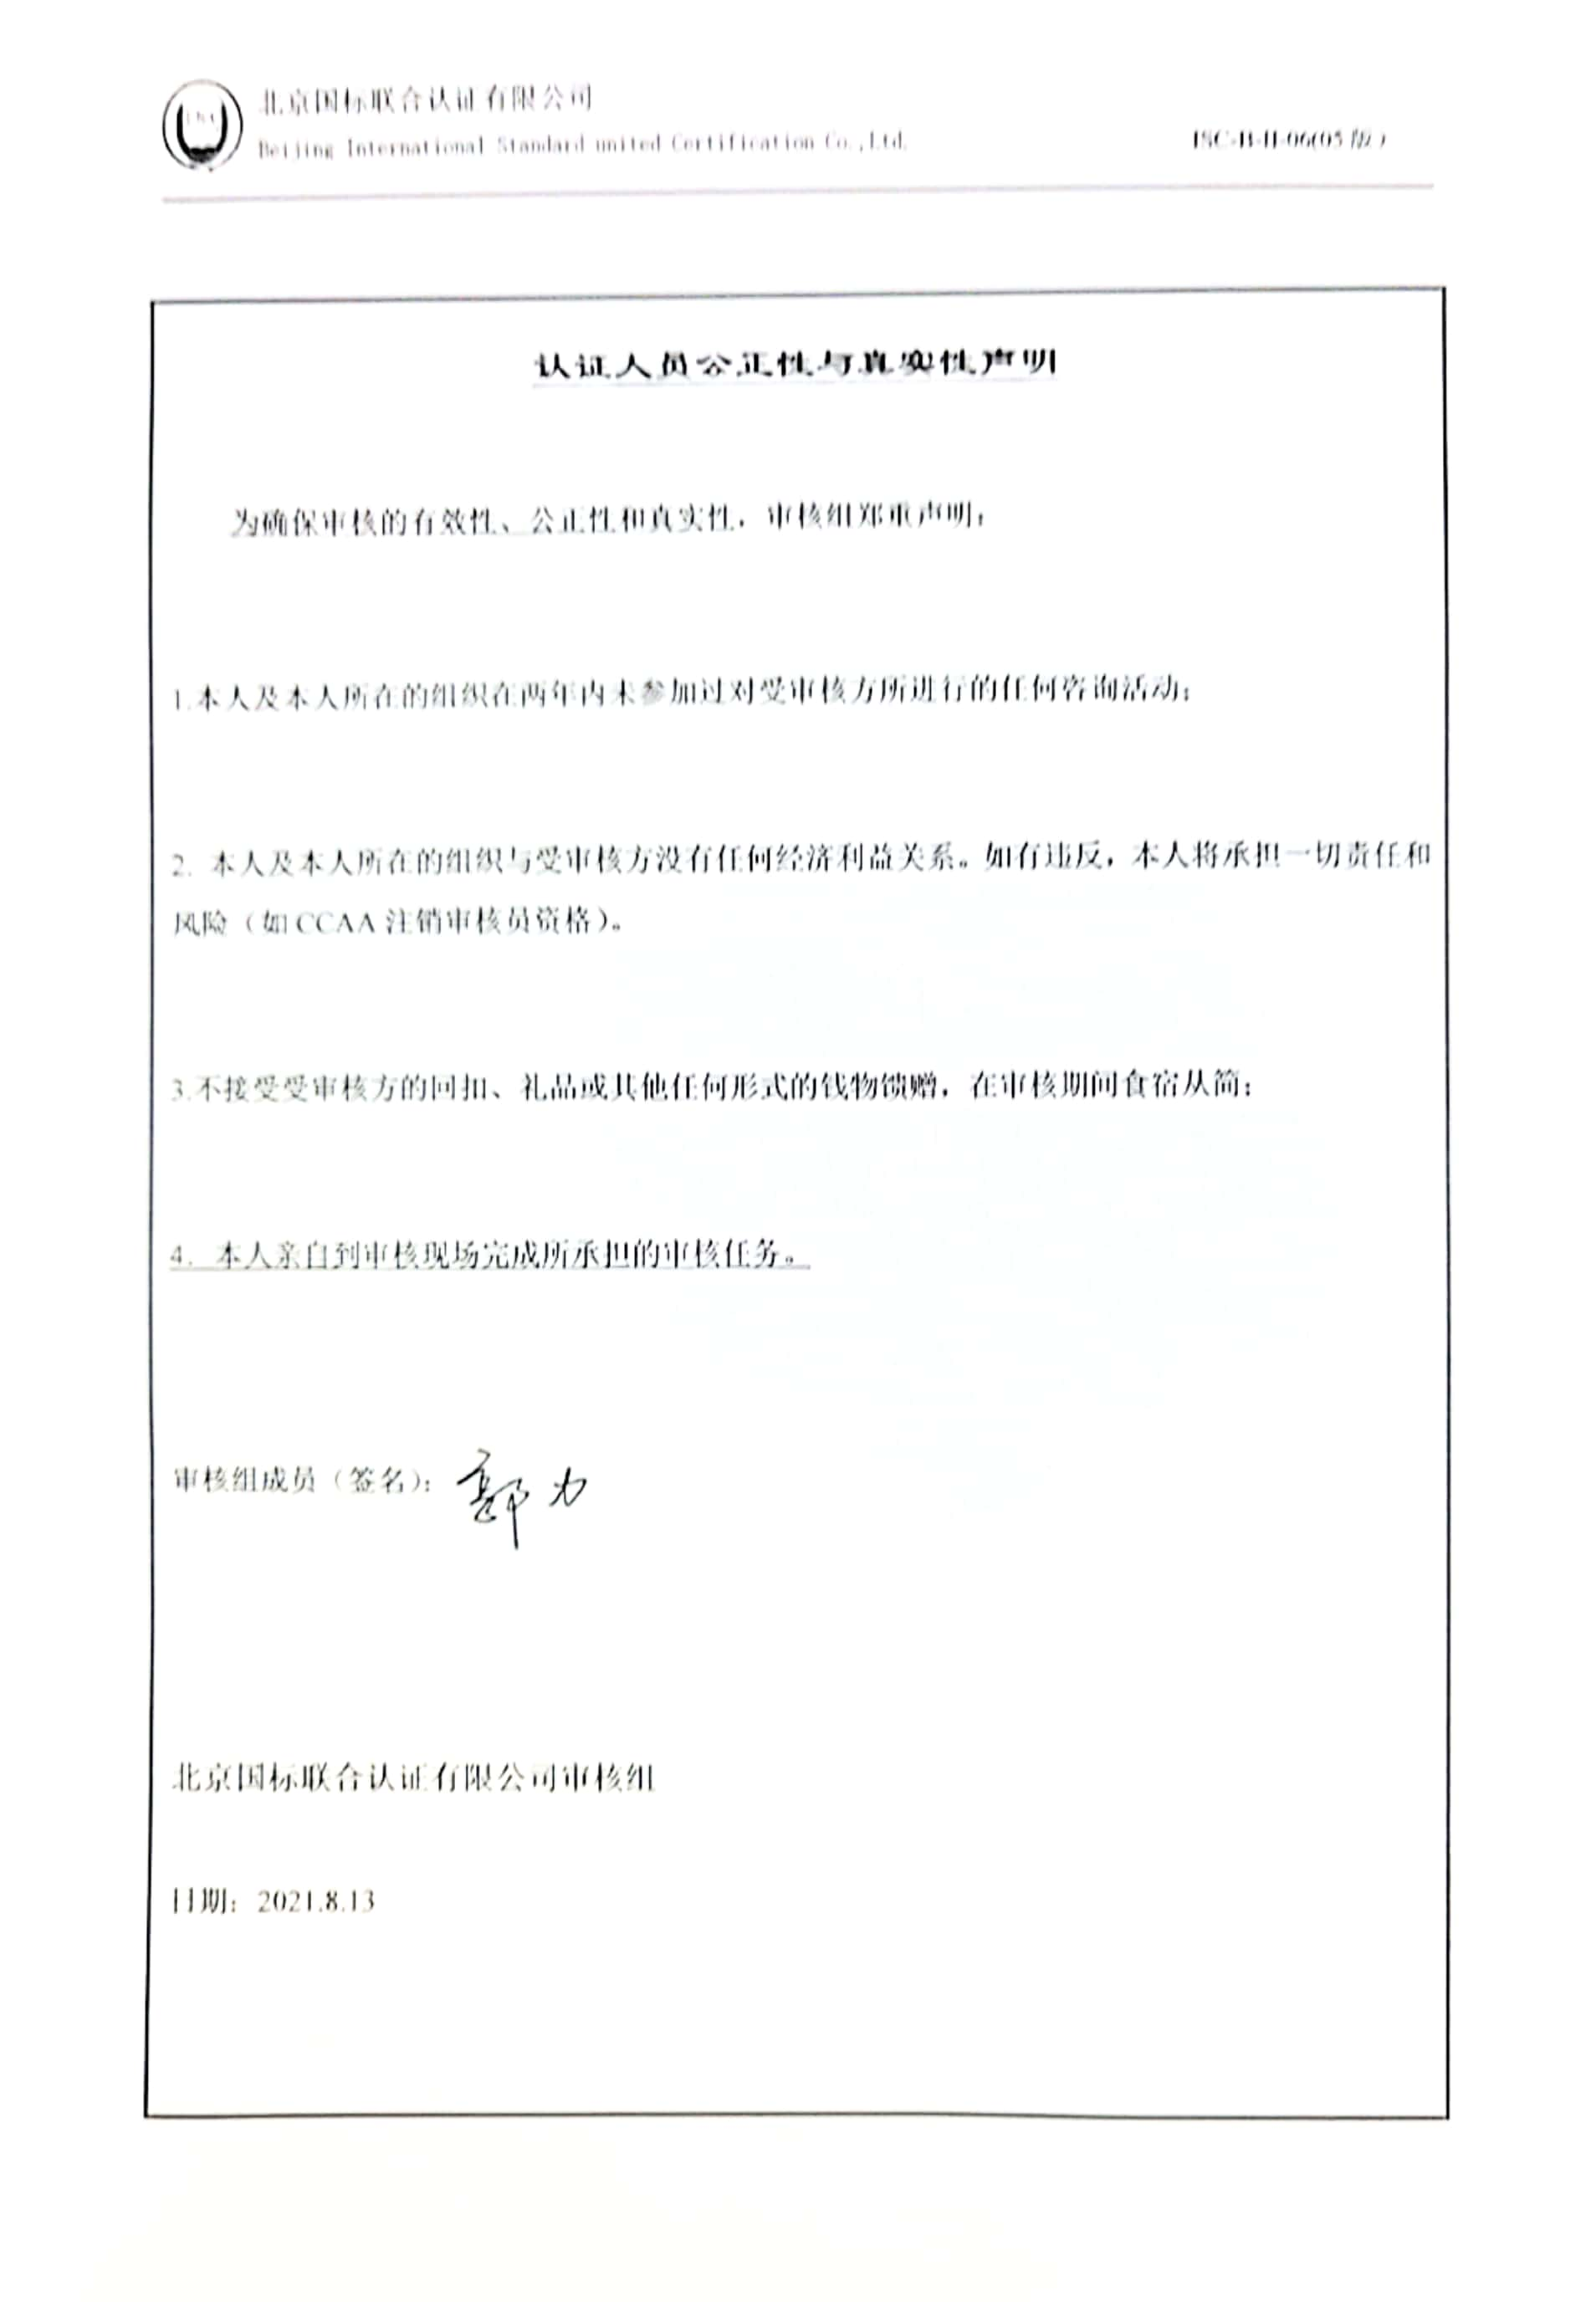 北京国标联合认证有限公司
Beijing International Standard united Certification Co.,Ltd.
ISC-B-II-06(05版)
认证人员公正性与真实性声明
为确保审核的有效性、公正性和真实性，审核组郑重声明：
1.本人及本人所在的组织在两年内未参加过对受审核方所进行的任何咨询活动；
2. 本人及本人所在的组织与受审核方没有任何经济利益关系。如有违反，本人将承担一切责任和
风险（如 CCAA 注销审核员资格）。
3.不接受受审核方的回扣、礼品或其他任何形式的钱物馈赠，在审核期间食宿从简；
4. 本人亲自到审核现场完成所承担的审核任务。
审核组成员（签名）：郭力
北京国标联合认证有限公司审核组
日期：2021.8.13